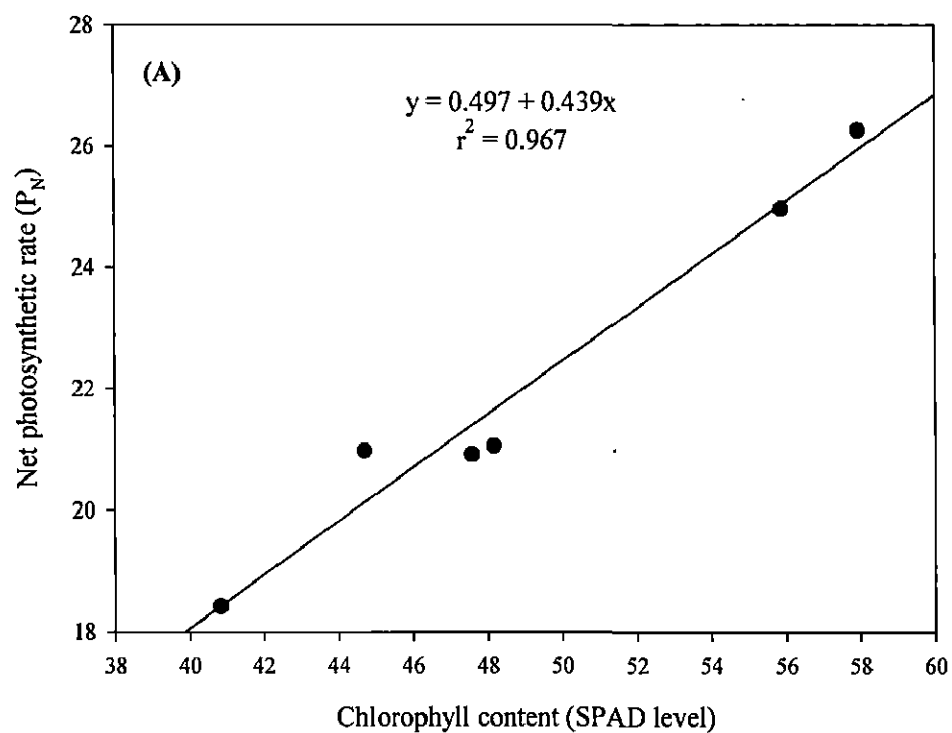 28
26
24
22
20
18
Net photosynthetic rate (P_N)
(A)
y = 0.497 + 0.439x
r² = 0.967
38 40 42 44 46 48 50 52 54 56 58 60
Chlorophyll content (SPAD level)